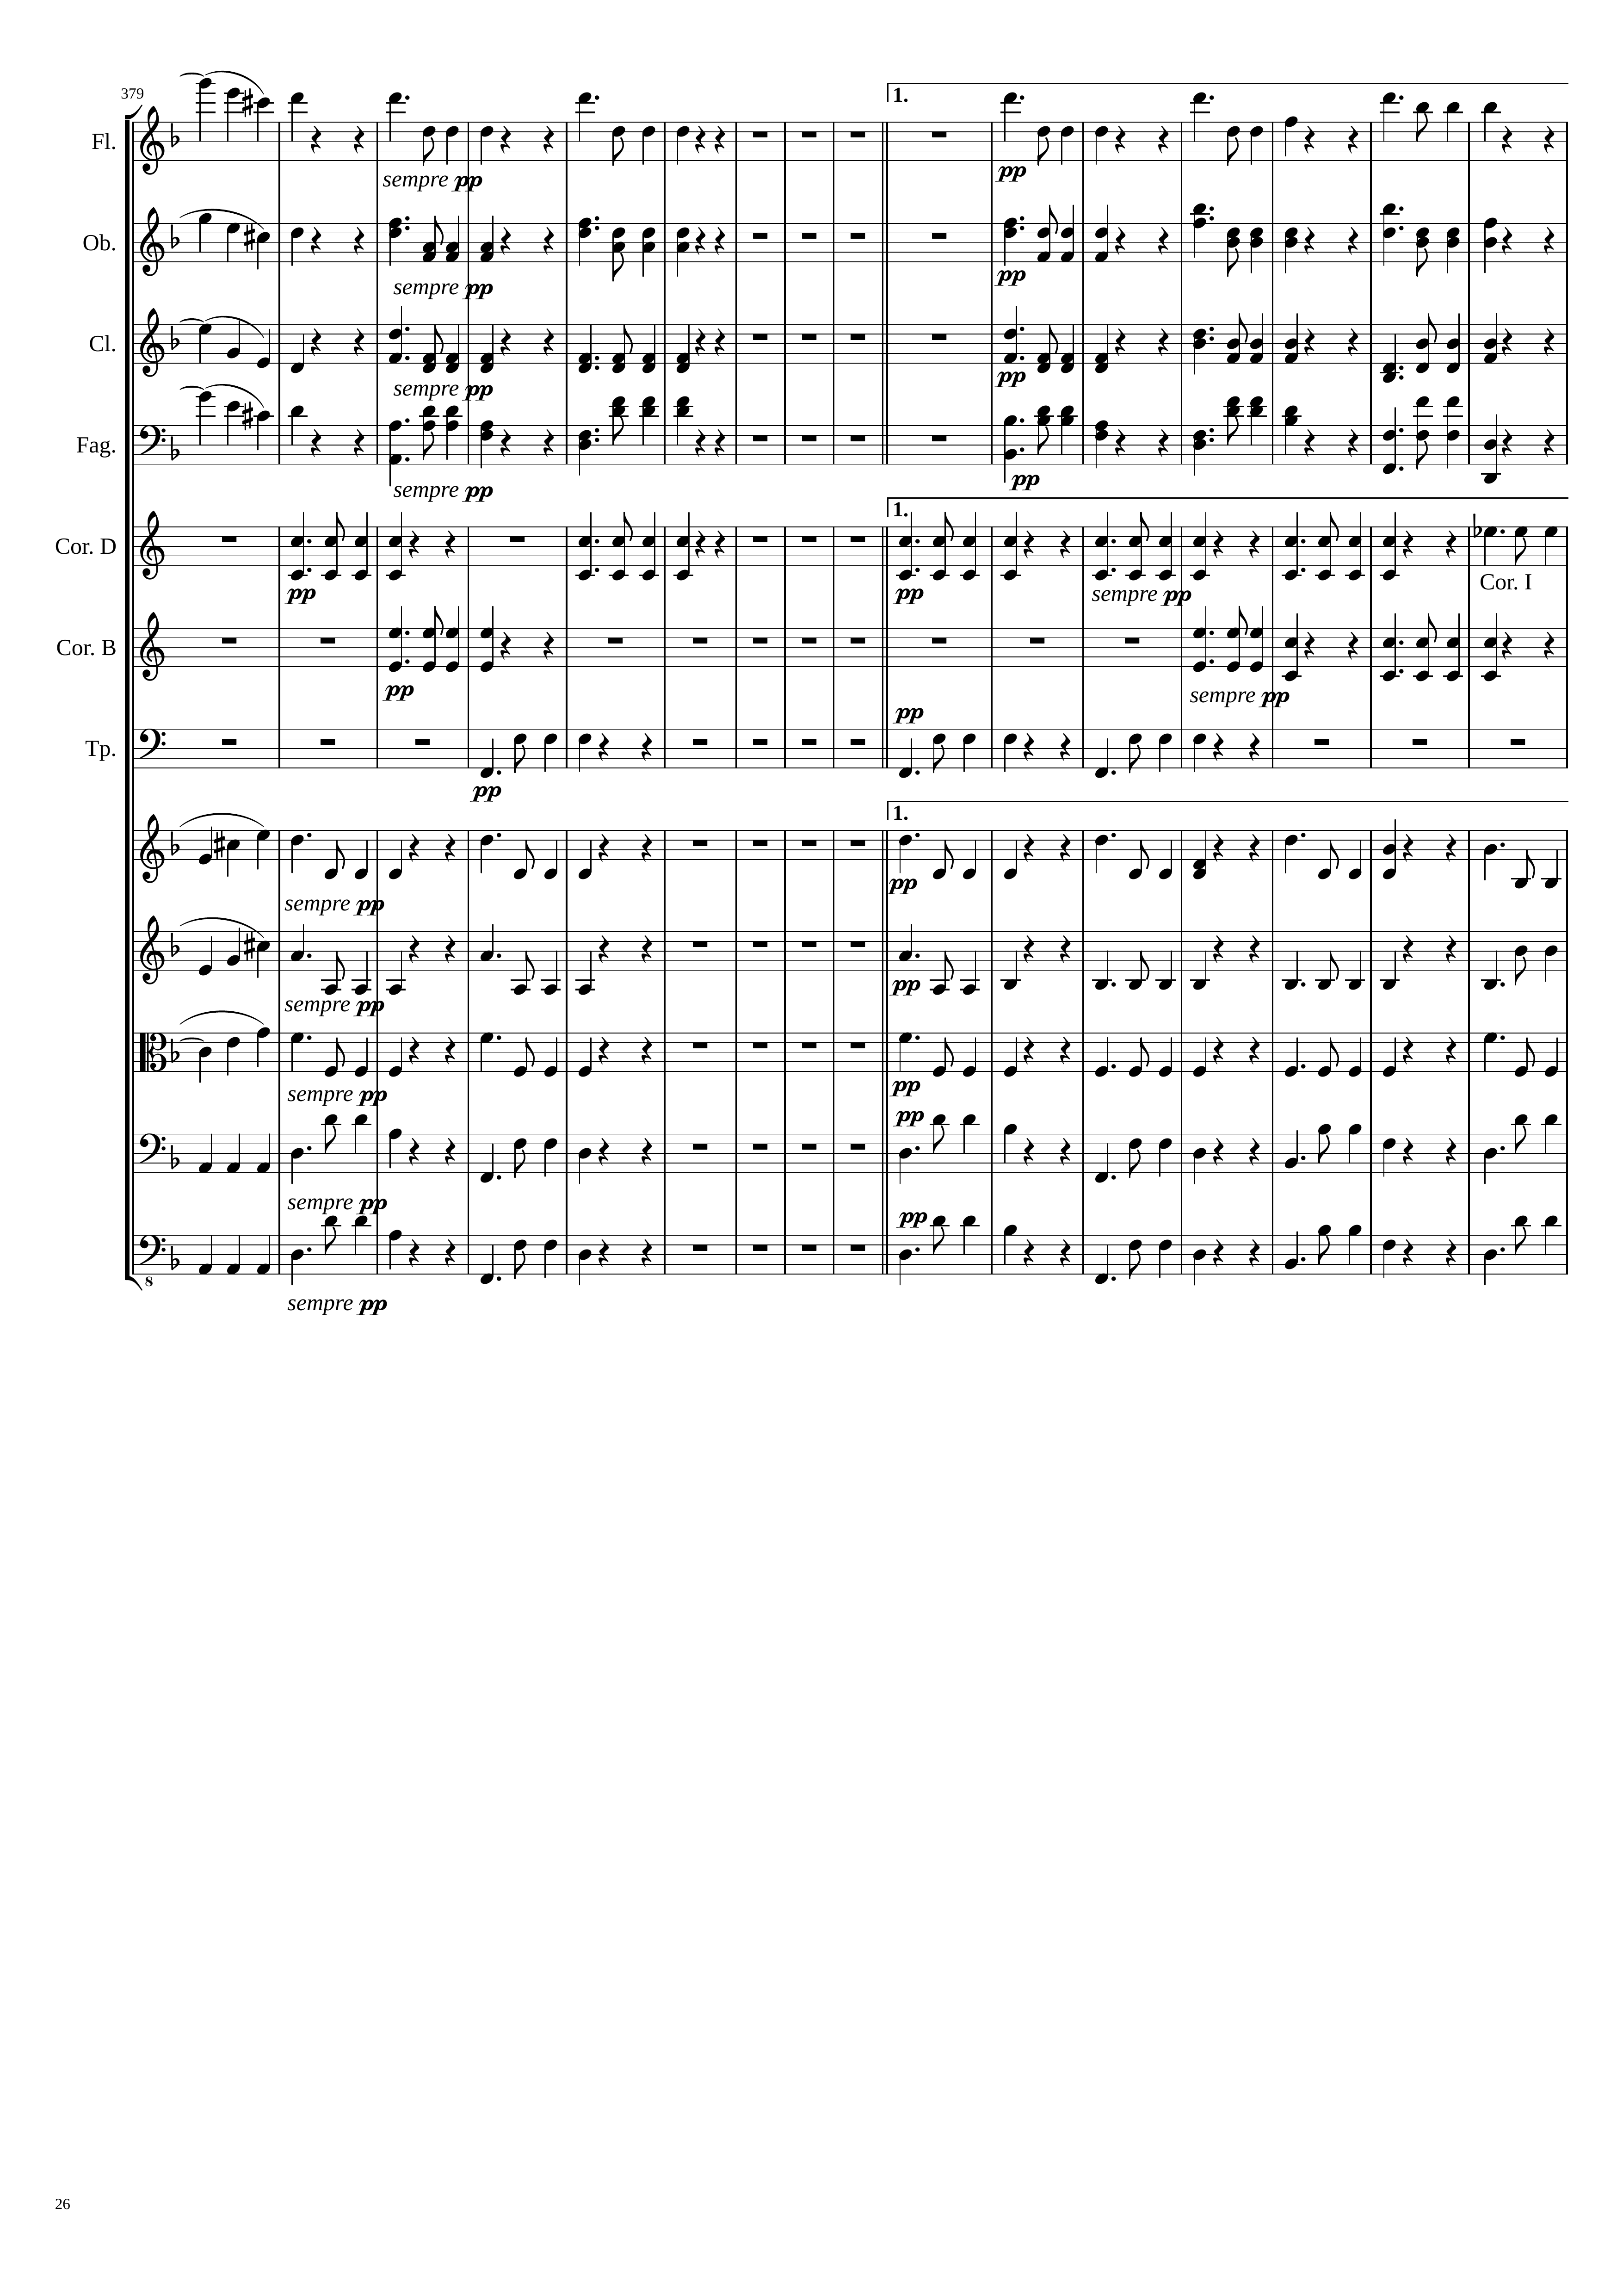 379
1.
Fl.
pp
sempre pp
Ob.
pp
sempre pp
Cl.
pp
sempre pp
Fag.
pp
sempre pp
1.
Cor. D
Cor. I
pp
pp
sempre pp
Cor. B
pp
sempre pp
pp
Tp.
pp
1.
pp
sempre pp
pp
sempre pp
pp
sempre pp
pp
sempre pp
pp
8
sempre pp
26